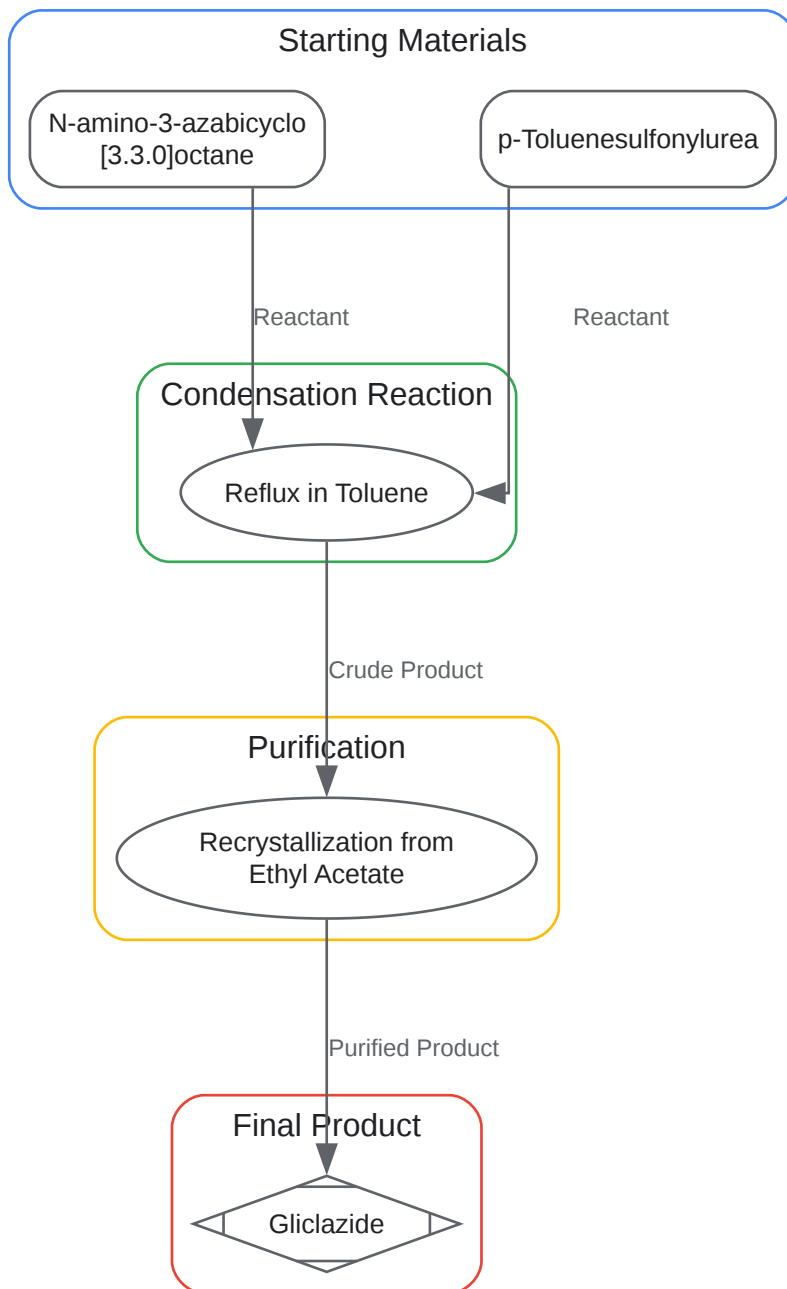 Starting Materials
N-amino-3-azabicyclo
[3.3.0]octane
p-Toluenesulfonylurea
Reactant
Reactant
Condensation Reaction
Reflux in Toluene
Crude Product
Purification
Recrystallization from
Ethyl Acetate
Purified Product
Final Product
Gliclazide